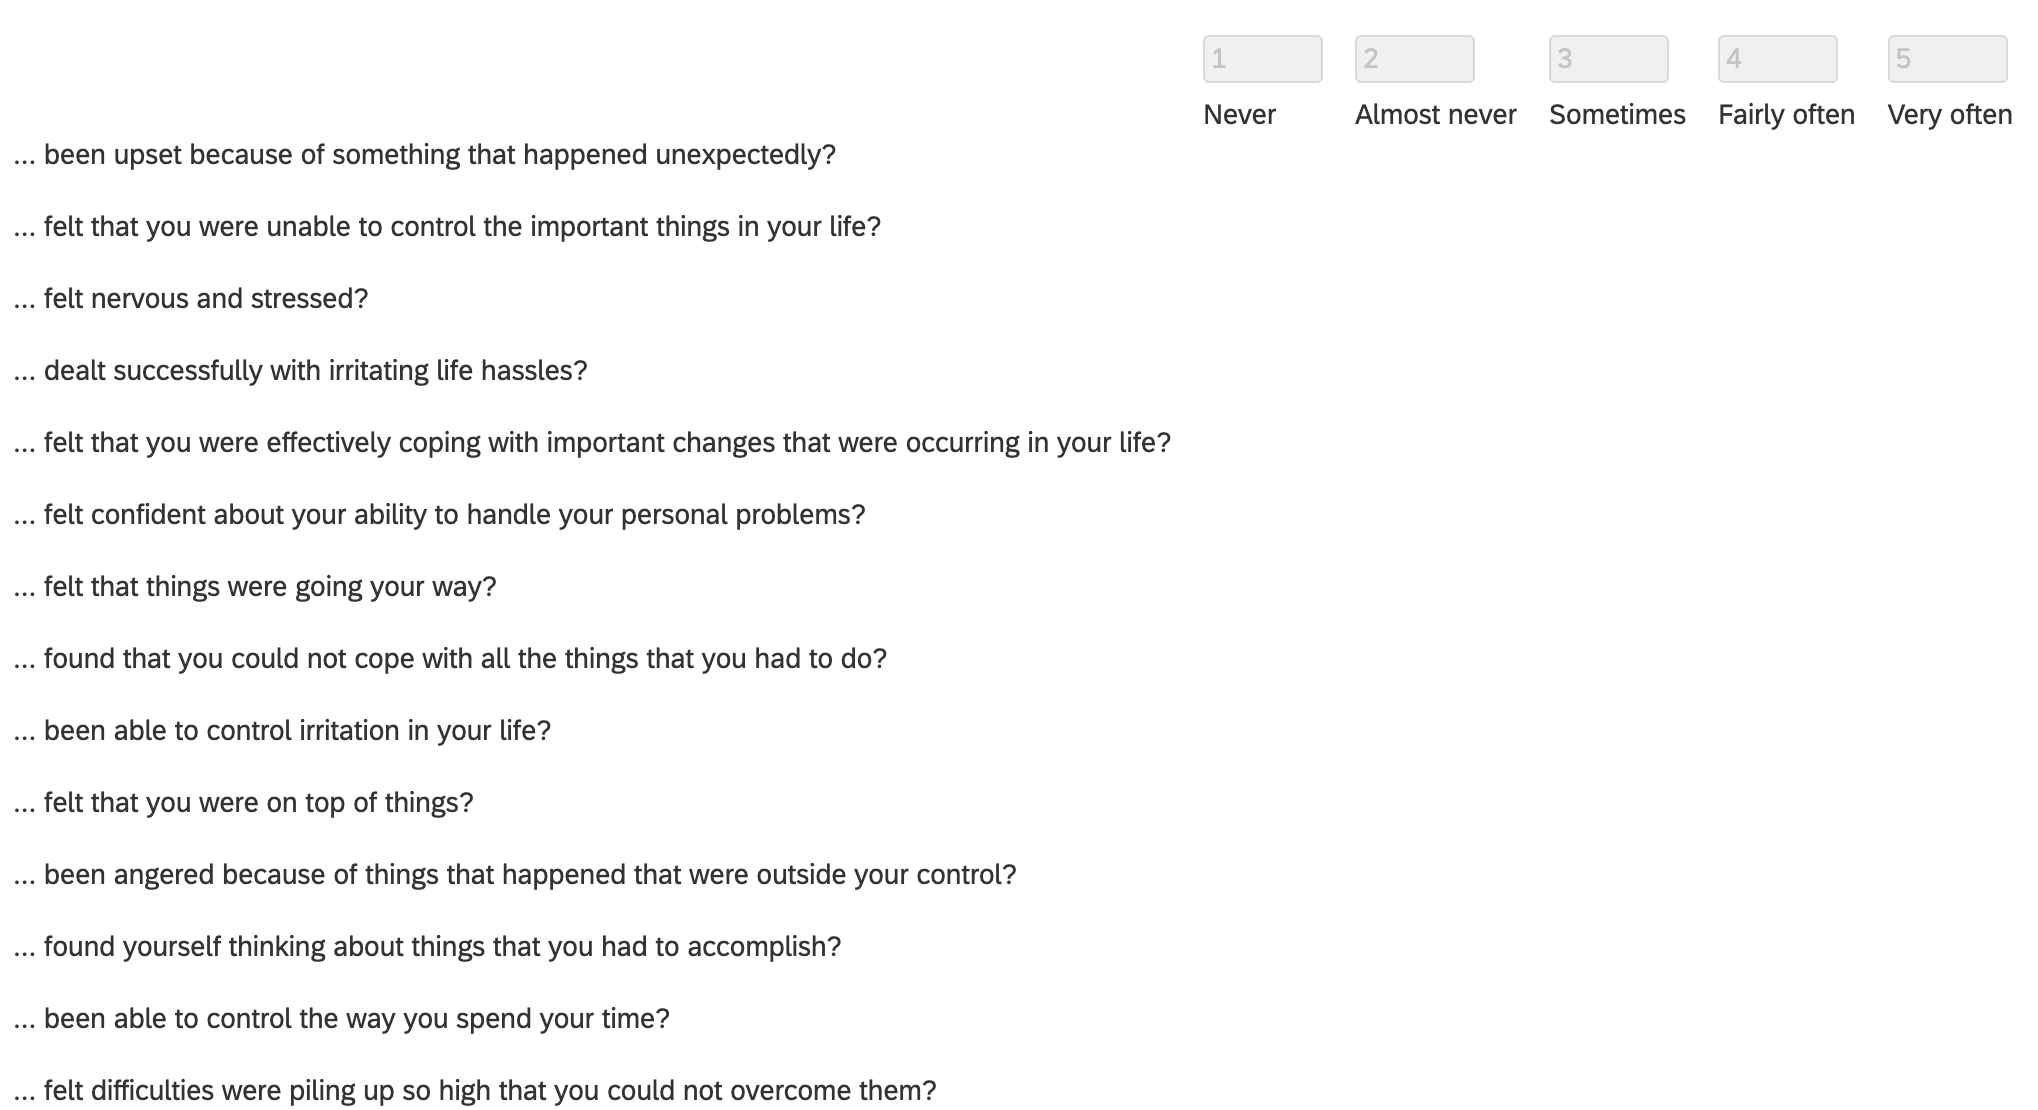 1 2 3 4 5
Never Almost never Sometimes Fairly often Very often
... been upset because of something that happened unexpectedly?
... felt that you were unable to control the important things in your life?
... felt nervous and stressed?
... dealt successfully with irritating life hassles?
... felt that you were effectively coping with important changes that were occurring in your life?
... felt confident about your ability to handle your personal problems?
... felt that things were going your way?
... found that you could not cope with all the things that you had to do?
... been able to control irritation in your life?
... felt that you were on top of things?
... been angered because of things that happened that were outside your control?
... found yourself thinking about things that you had to accomplish?
... been able to control the way you spend your time?
... felt difficulties were piling up so high that you could not overcome them?